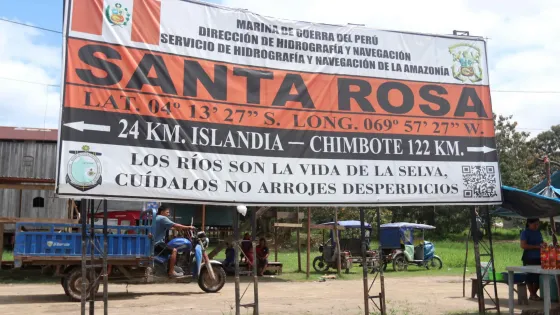 MARINA DE GUERRA DEL PERÚ
DIRECCIÓN DE HIDROGRAFÍA Y NAVEGACIÓN
SERVICIO DE HIDROGRAFÍA Y NAVEGACIÓN DE LA AMAZONÍA
SANTA ROSA
LAT. 04° 13' 27" S. LONG. 069° 57' 27" W.
24 KM. ISLANDIA — CHIMBOTE 122 KM.
LOS RÍOS SON LA VIDA DE LA SELVA,
CUÍDALOS NO ARROJES DESPERDICIOS